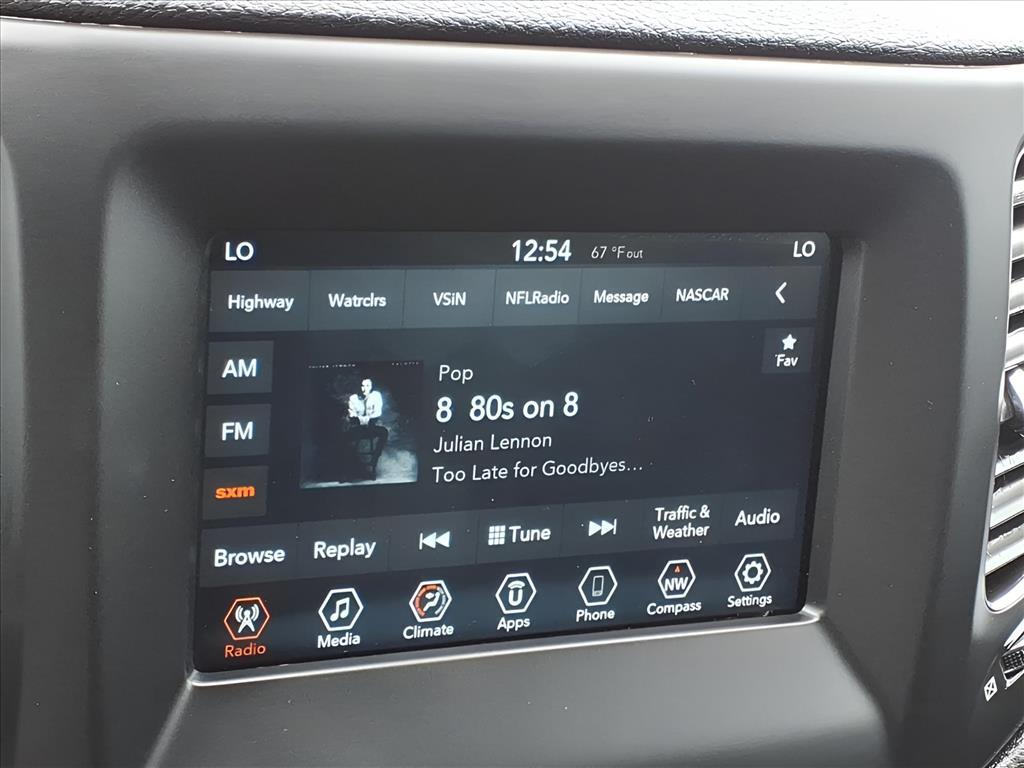 LO 12:54 67 °F out LO
Highway Watrclrs VSiN NFLRadio Message NASCAR
Fav
AM
Pop
8 80s on 8
FM
Julian Lennon
Too Late for Goodbyes...
sxm
Browse Replay Tune Traffic & Weather Audio
Radio Media Climate Apps Phone NW Compass Settings